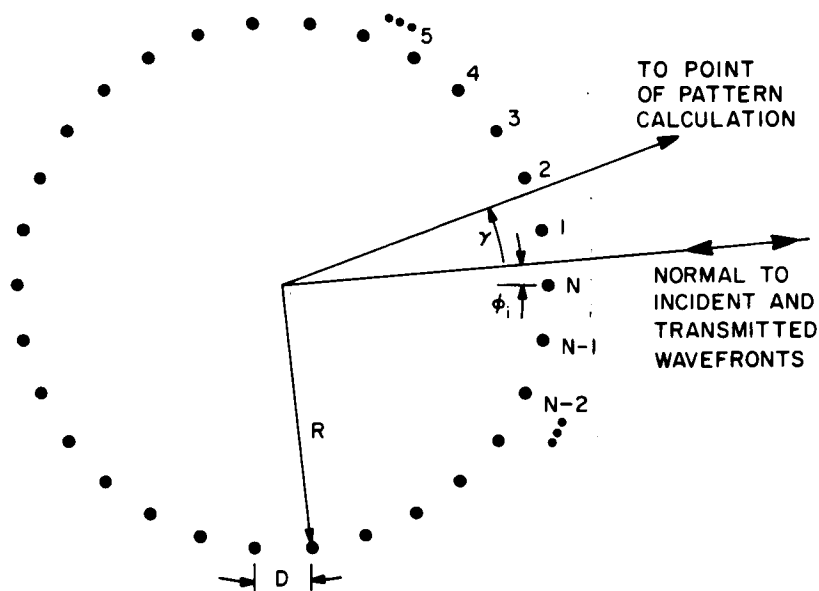 5
4
TO POINT
OF PATTERN
CALCULATION
3
2
γ
1
N
ϕi
NORMAL TO
INCIDENT AND
TRANSMITTED
WAVEFRONTS
N-1
N-2
R
D